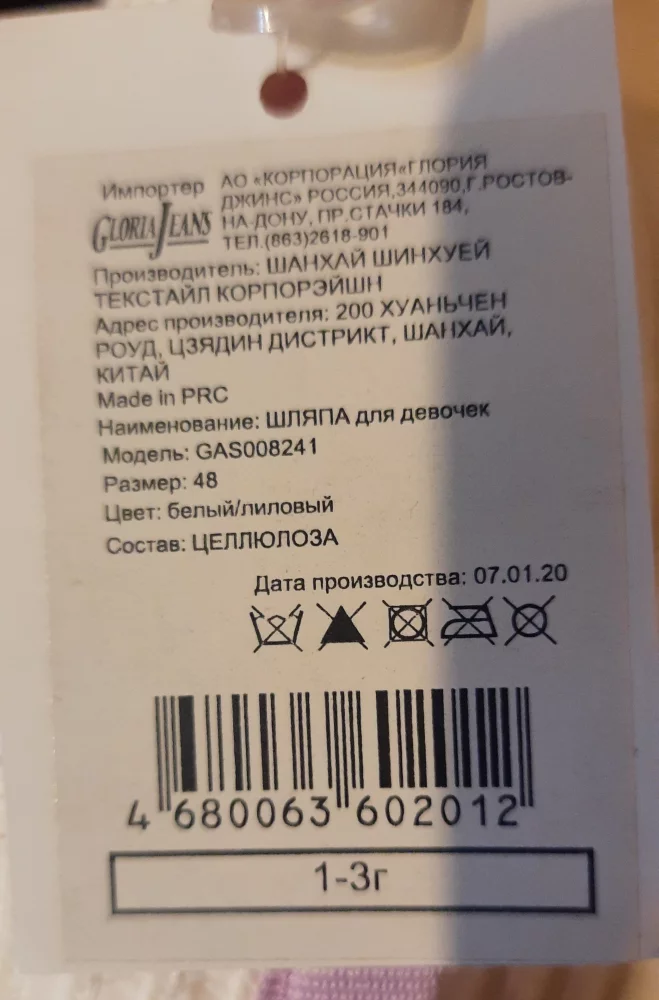 Импортер
GLORIA JEANS
АО «КОРПОРАЦИЯ«ГЛОРИЯ
ДЖИНС» РОССИЯ,344090,Г.РОСТОВ-
НА-ДОНУ, ПР.СТАЧКИ 184,
ТЕЛ.(863)2618-901
Производитель: ШАНХАЙ ШИНХУЕЙ
ТЕКСТАЙЛ КОРПОРЭЙШН
Адрес производителя: 200 ХУАНЬЧЕН
РОУД, ЦЗЯДИН ДИСТРИКТ, ШАНХАЙ,
КИТАЙ
Made in PRC
Наименование: ШЛЯПА для девочек
Модель: GAS008241
Размер: 48
Цвет: белый/лиловый
Состав: ЦЕЛЛЮЛОЗА
Дата производства: 07.01.20
4 680063 602012
1-3г